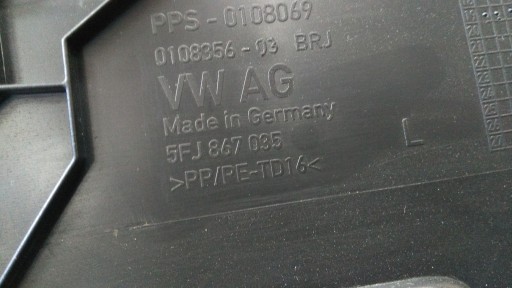 PPS-0108069
0108356-03 BRJ
VW AG
Made in Germany
5FJ 867 035
>PP/PE-TD16<
L